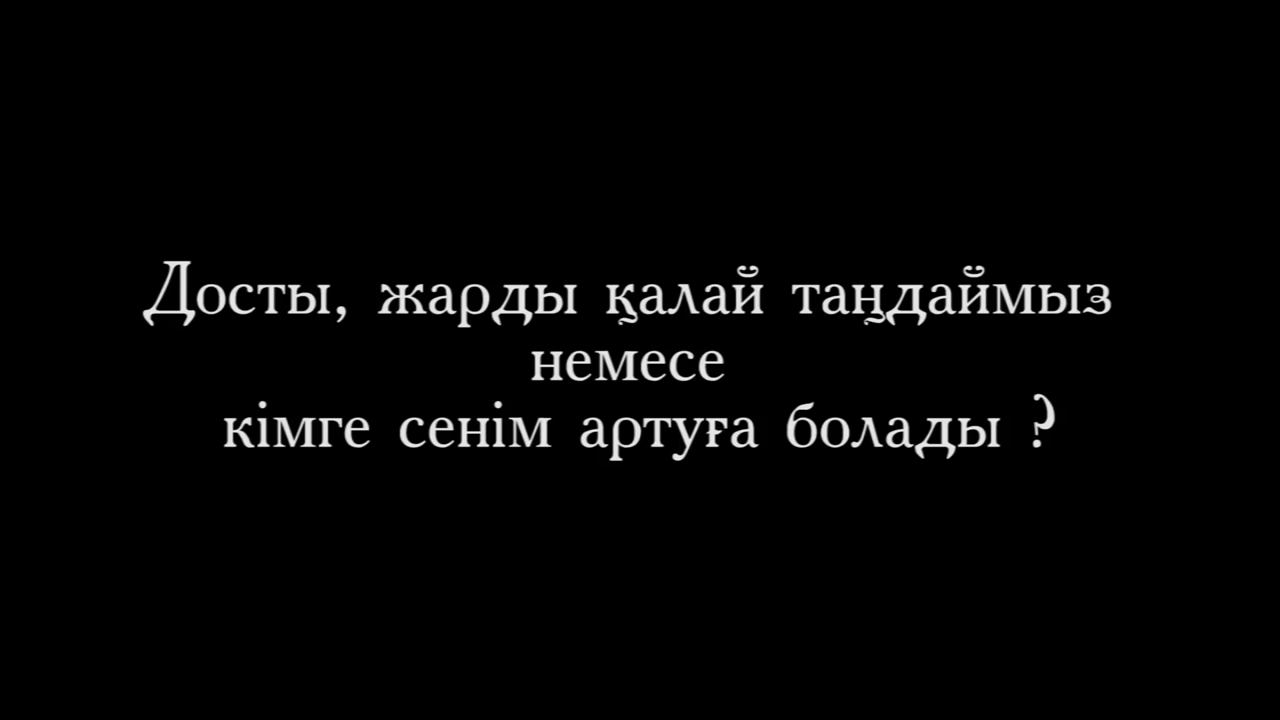 Досты, жарды қалай таңдаймыз
немесе
кімге сенім артуға болады ?